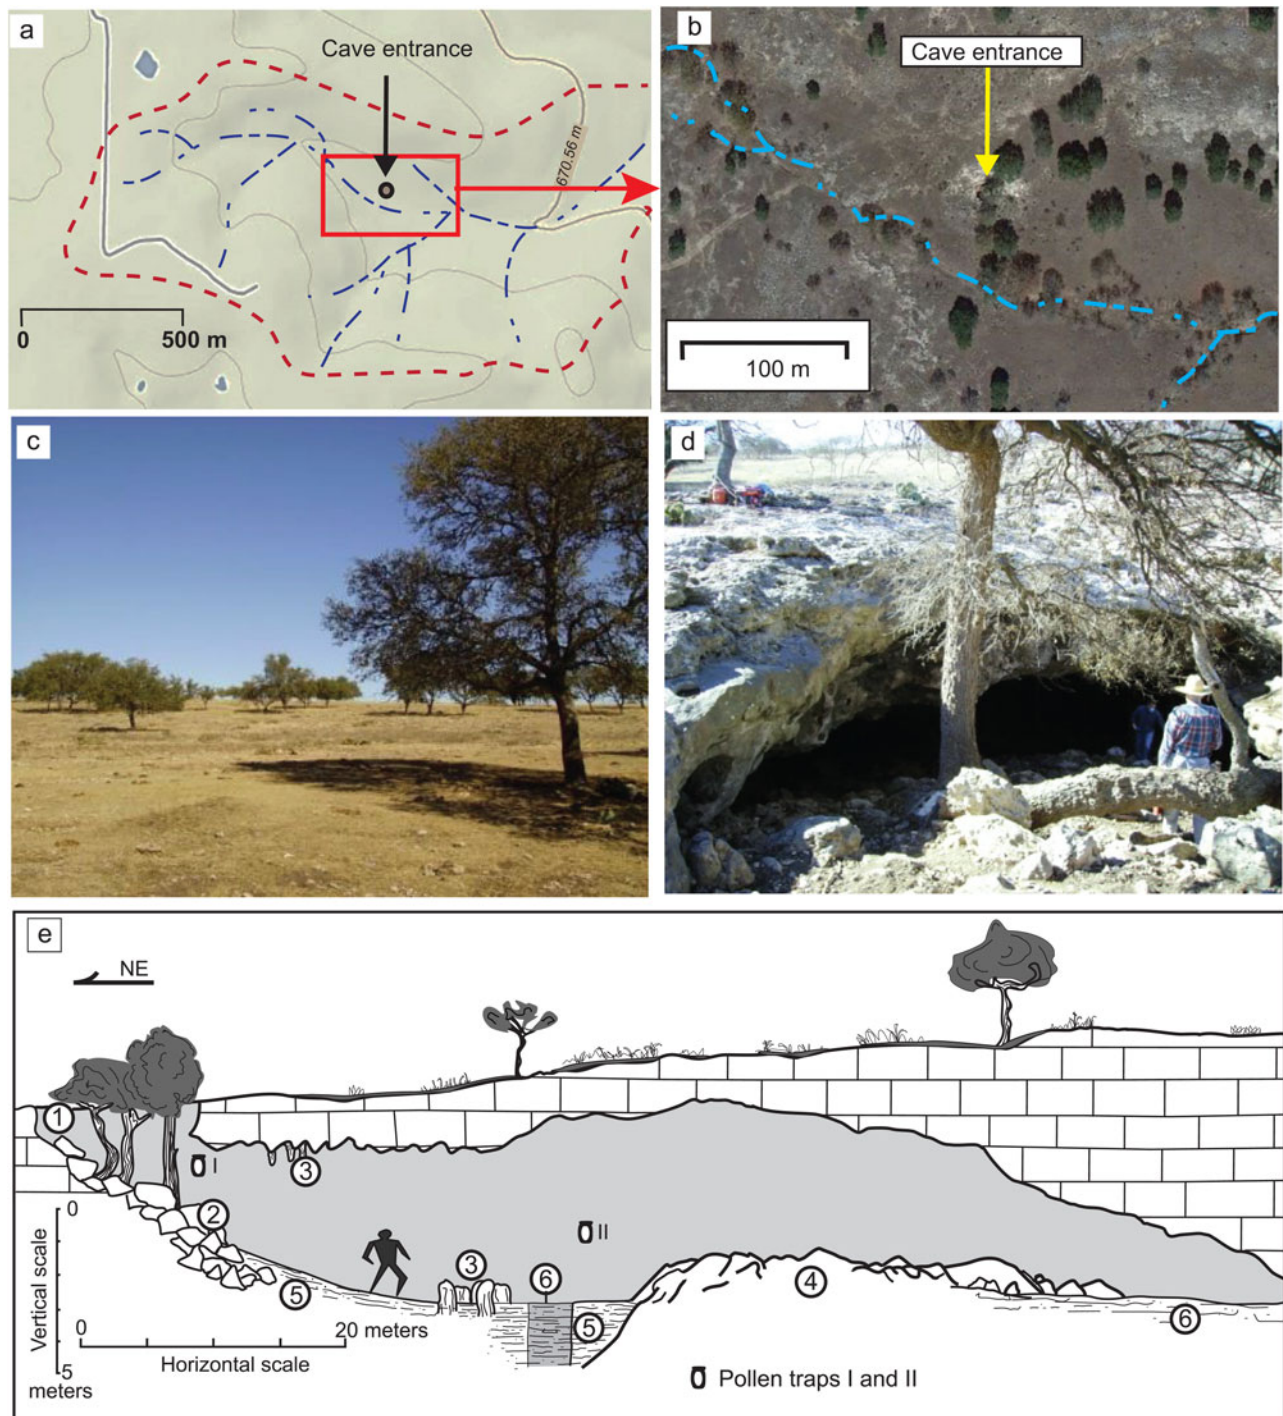 a
Cave entrance
670.56 m
0 500 m
b
Cave entrance
100 m
c
d
e
NE
1
I
3
2
II
0
3
6
4
5
5
6
Vertical scale
0 20 meters
Horizontal scale
5
meters
Pollen traps I and II